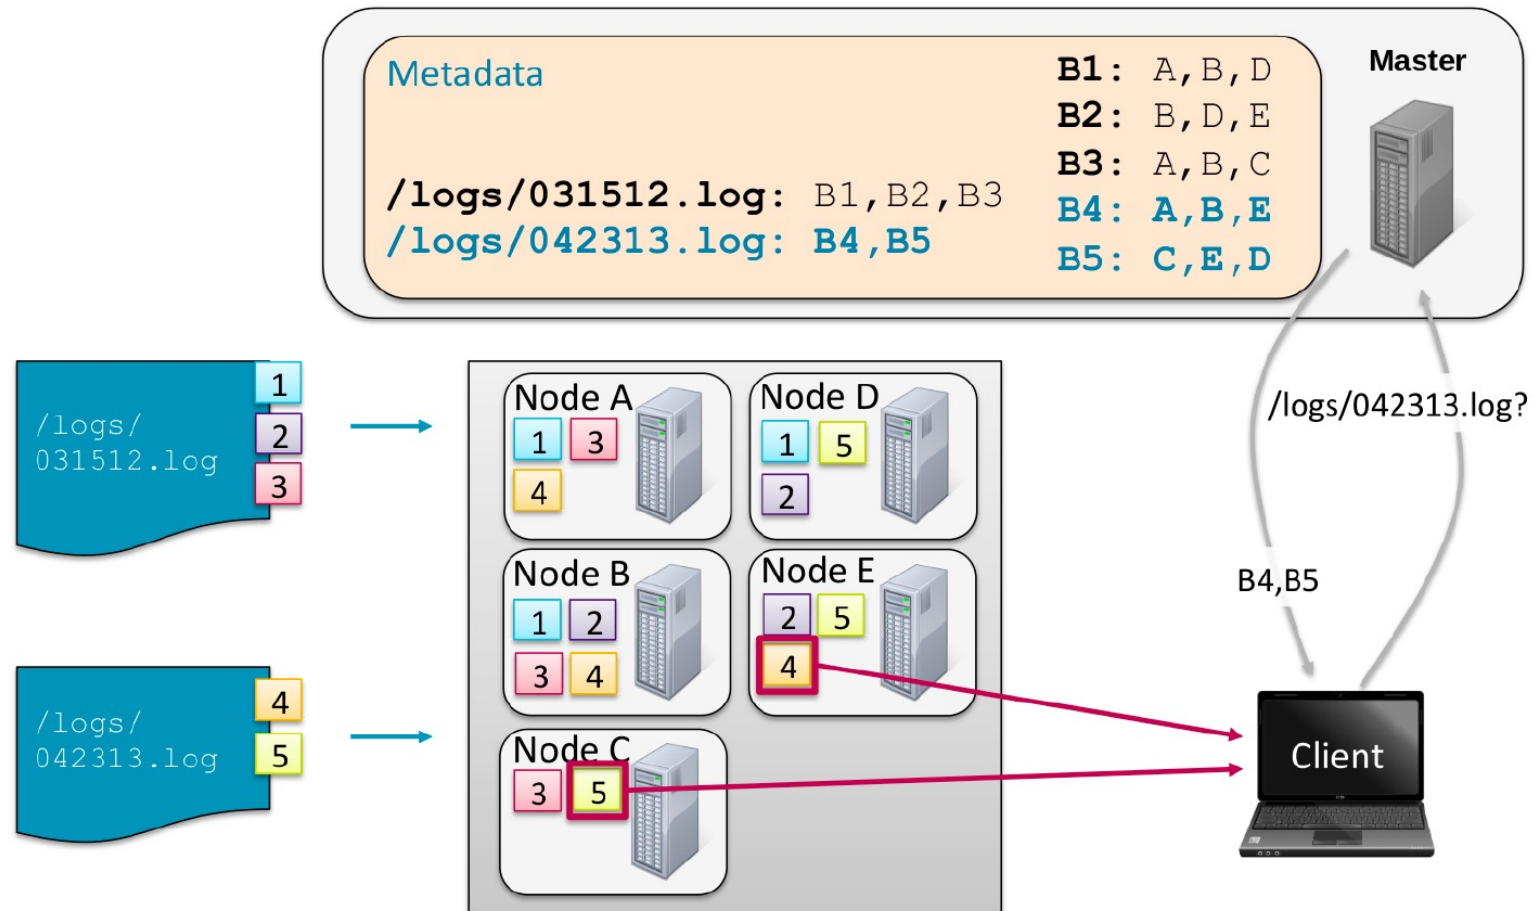 Metadata
/logs/031512.log: B1,B2,B3
/logs/042313.log: B4,B5
B1: A,B,D
B2: B,D,E
B3: A,B,C
B4: A,B,E
B5: C,E,D
Master
/logs/
031512.log
1
2
3
/logs/
042313.log
4
5
Node A
1 3
4
Node D
1 5
2
Node B
1 2
3 4
Node E
2 5
4
Node C
3 5
/logs/042313.log?
B4,B5
Client